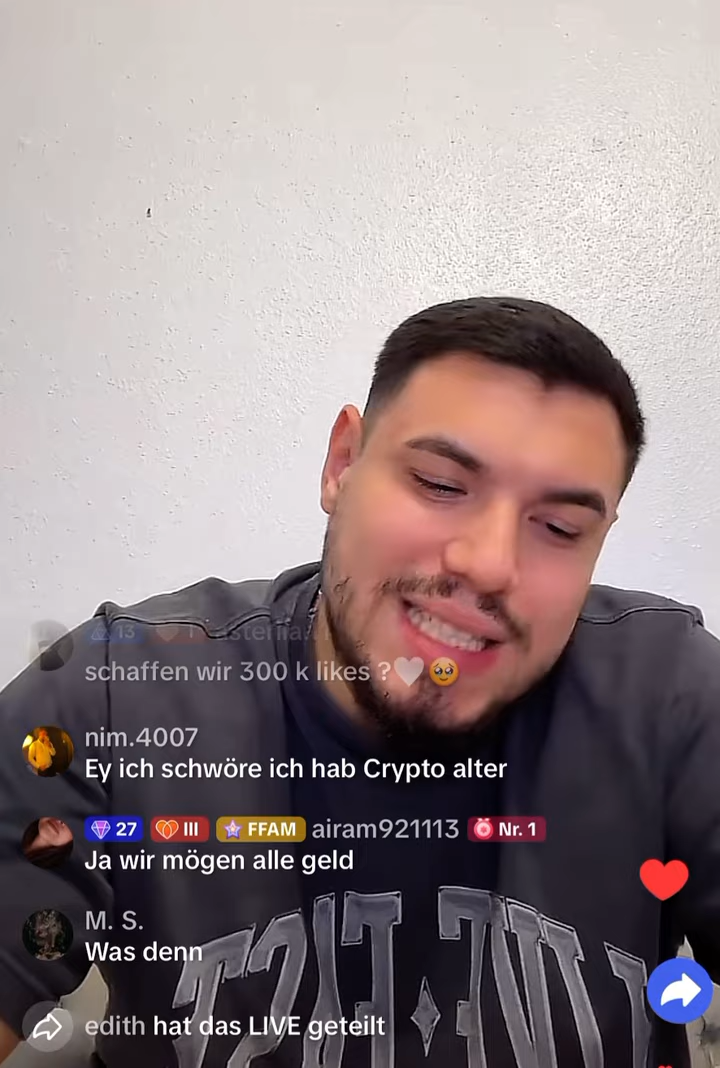 13
schaffen wir 300 k likes ?🤍🥹
nim.4007
Ey ich schwöre ich hab Crypto alter
27 III FFAM airam921113 Nr. 1
Ja wir mögen alle geld
M. S.
Was denn
edith hat das LIVE geteilt